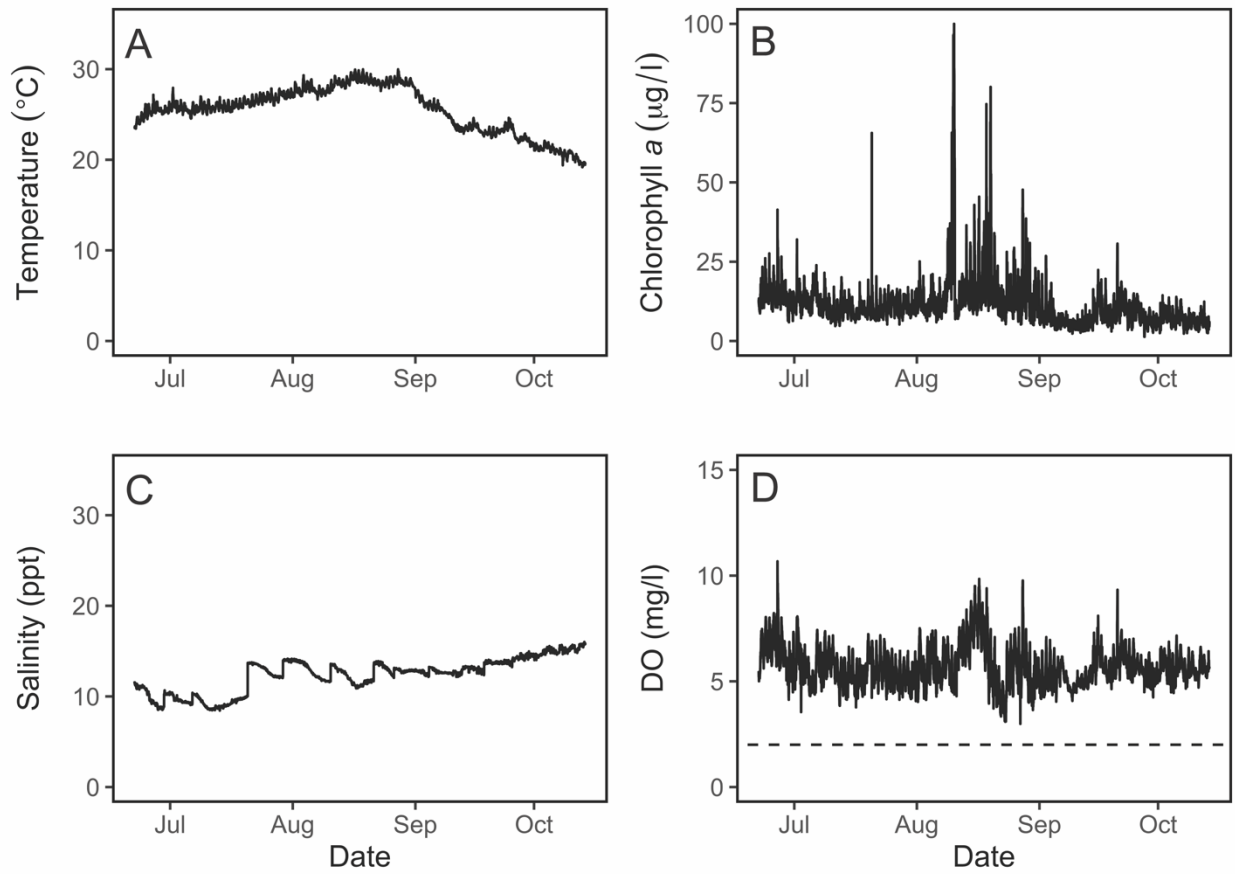 A
Temperature (°C)
30
20
10
0
Jul Aug Sep Oct
B
Chlorophyll a (µg/l)
100
75
50
25
0
Jul Aug Sep Oct
C
Salinity (ppt)
30
20
10
0
Jul Aug Sep Oct
Date
D
DO (mg/l)
15
10
5
0
Jul Aug Sep Oct
Date